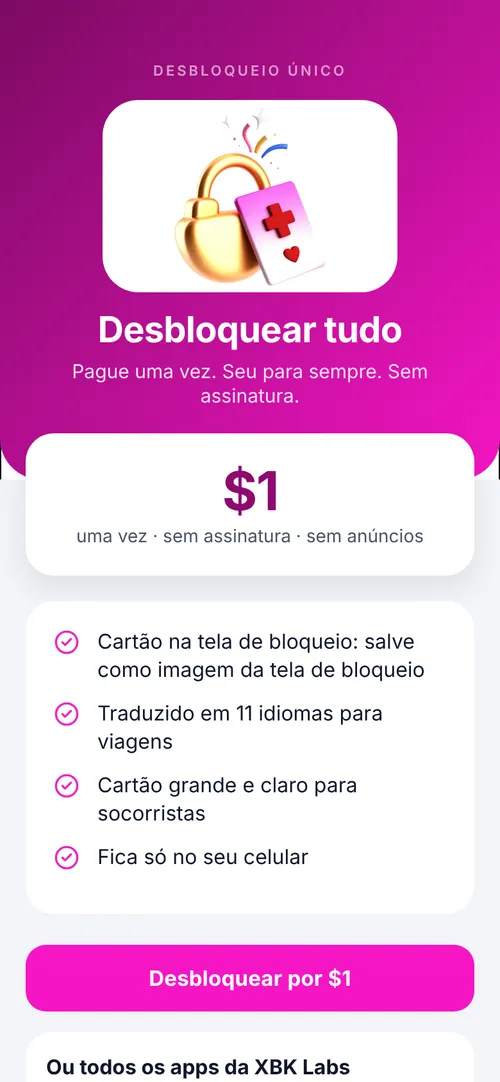 DESBLOQUEIO ÚNICO
Desbloquear tudo
Pague uma vez. Seu para sempre. Sem
assinatura.
$1
uma vez · sem assinatura · sem anúncios
Cartão na tela de bloqueio: salve
como imagem da tela de bloqueio
Traduzido em 11 idiomas para
viagens
Cartão grande e claro para
socorristas
Fica só no seu celular
Desbloquear por $1
Ou todos os apps da XBK Labs